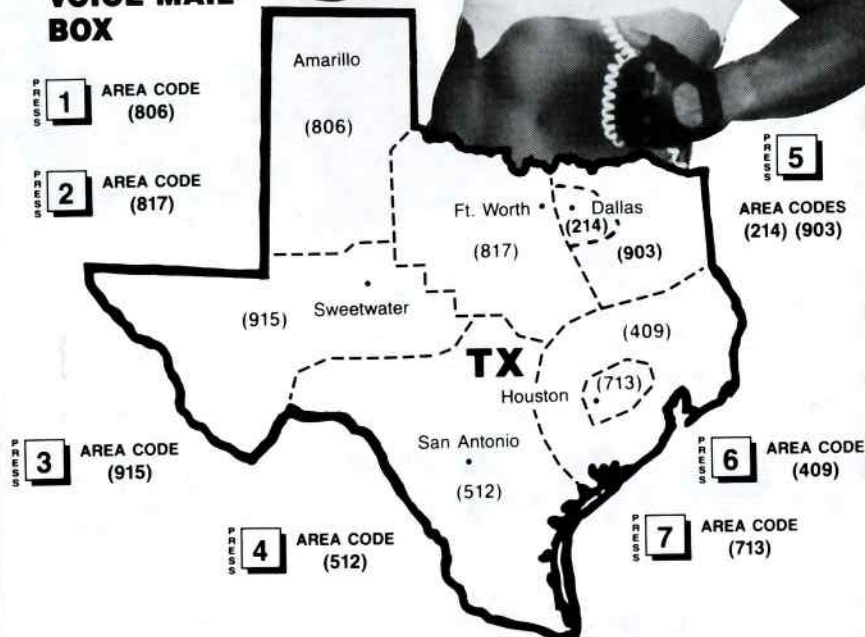 VOICE MAIL
BOX
PRESS 1 AREA CODE
(806)
PRESS 2 AREA CODE
(817)
Amarillo
(806)
PRESS 5
AREA CODES
(214) (903)
Ft. Worth
Dallas
(214)
(817)
(903)
(915)
Sweetwater
(409)
TX
Houston
(713)
San Antonio
(512)
PRESS 3 AREA CODE
(915)
PRESS 4 AREA CODE
(512)
PRESS 6 AREA CODE
(409)
PRESS 7 AREA CODE
(713)